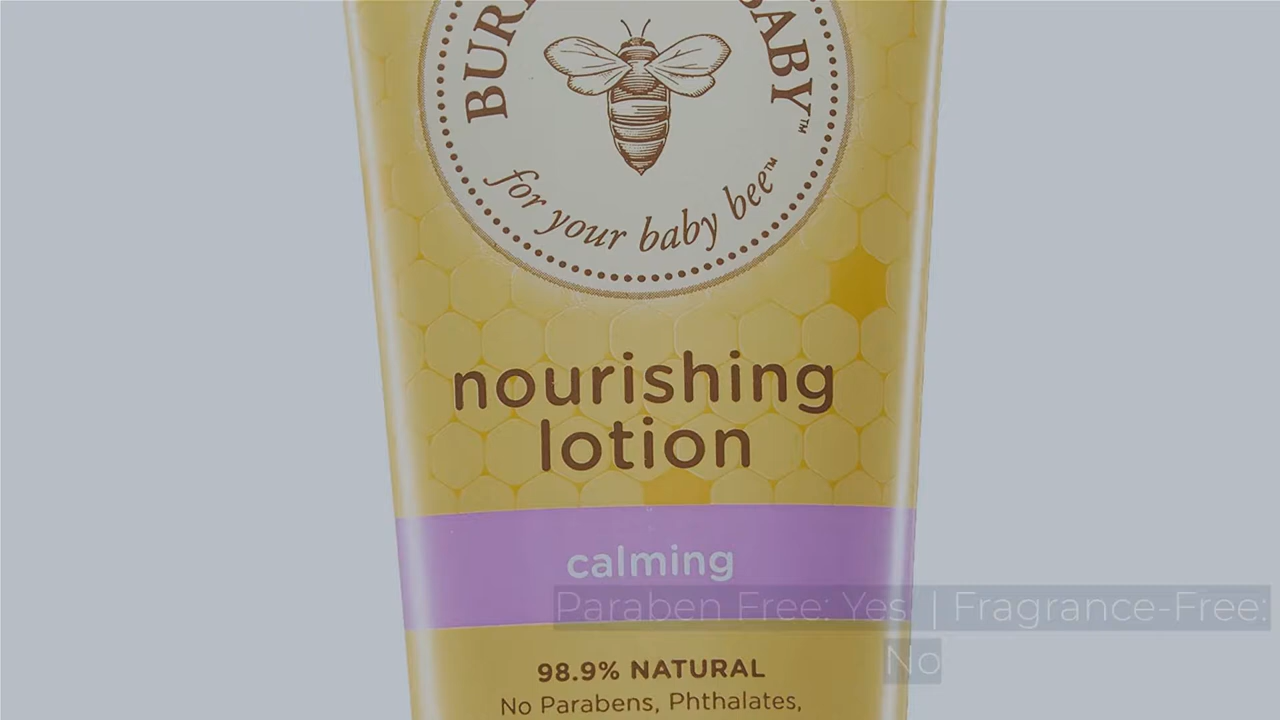 BABY™
for your baby bee™
nourishing
lotion
calming
Paraben Free: Yes | Fragrance-Free:
No
98.9% NATURAL
No Parabens, Phthalates,